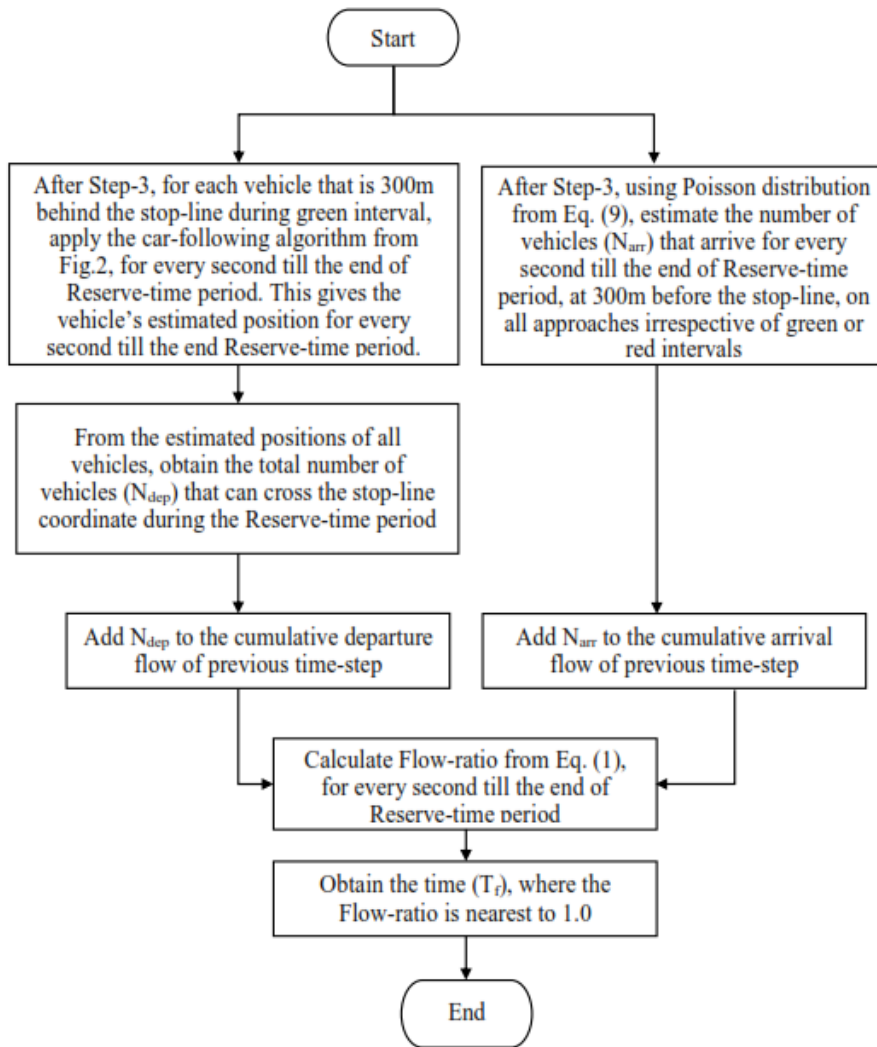 Start
After Step-3, for each vehicle that is 300m
behind the stop-line during green interval,
apply the car-following algorithm from
Fig.2, for every second till the end of
Reserve-time period. This gives the
vehicle's estimated position for every
second till the end Reserve-time period.
After Step-3, using Poisson distribution
from Eq. (9), estimate the number of
vehicles (Narr) that arrive for every
second till the end of Reserve-time
period, at 300m before the stop-line, on
all approaches irrespective of green or
red intervals
From the estimated positions of all
vehicles, obtain the total number of
vehicles (Ndep) that can cross the stop-line
coordinate during the Reserve-time period
Add Ndep to the cumulative departure
flow of previous time-step
Add Narr to the cumulative arrival
flow of previous time-step
Calculate Flow-ratio from Eq. (1),
for every second till the end of
Reserve-time period
Obtain the time (Tf), where the
Flow-ratio is nearest to 1.0
End